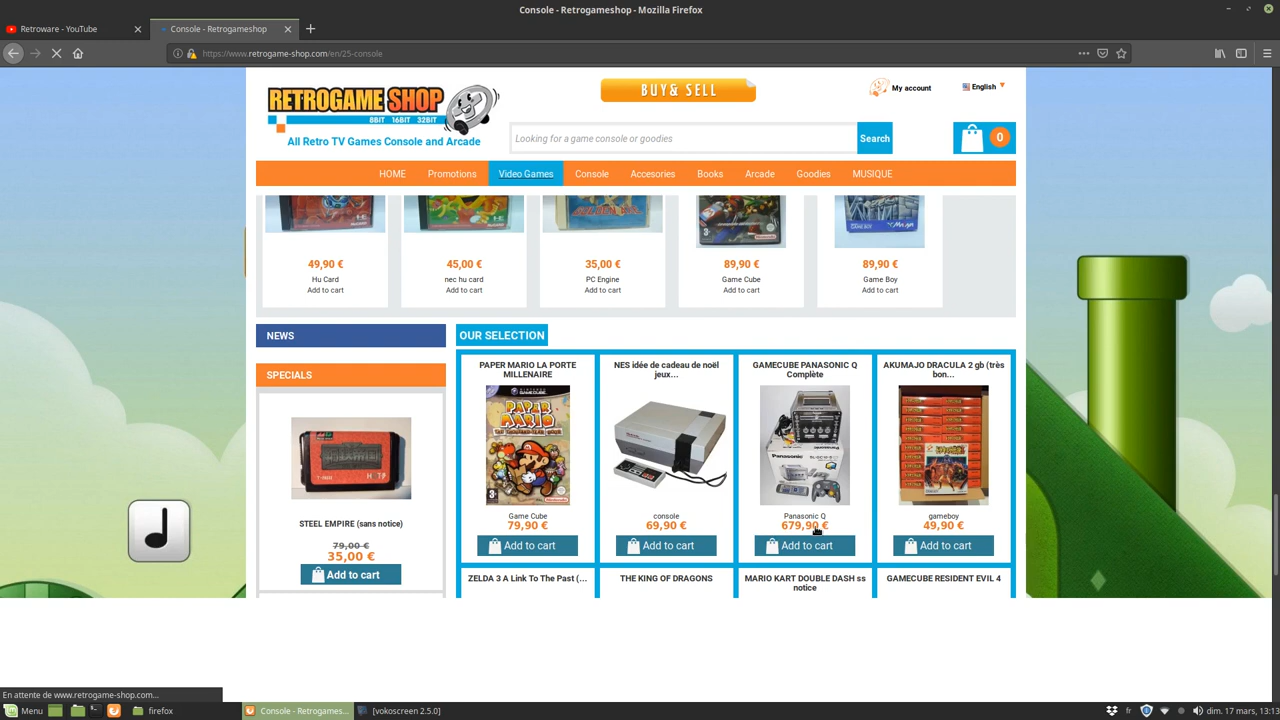 Console - Retrogameshop - Mozilla Firefox
Retroware - YouTube
Console - Retrogameshop
https://www.retrogame-shop.com/en/25-console
RETROGAME SHOP
8BIT 16BIT 32BIT
All Retro TV Games Console and Arcade
BUY & SELL
My account
English
Looking for a game console or goodies
Search
0
HOME
Promotions
Video Games
Console
Accesories
Books
Arcade
Goodies
MUSIQUE
49,90 €
45,00 €
35,00 €
89,90 €
89,90 €
Hu Card
nec hu card
PC Engine
Game Cube
Game Boy
Add to cart
Add to cart
Add to cart
Add to cart
Add to cart
NEWS
SPECIALS
STEEL EMPIRE (sans notice)
79,00 €
35,00 €
Add to cart
OUR SELECTION
PAPER MARIO LA PORTE
MILLENAIRE
Game Cube
79,90 €
Add to cart
NES idée de cadeau de noël
jeux...
console
69,90 €
Add to cart
GAMECUBE PANASONIC Q
Complète
Panasonic
Panasonic Q
679,90 €
Add to cart
AKUMAJO DRACULA 2 gb (très
bon...
gameboy
49,90 €
Add to cart
ZELDA 3 A Link To The Past (...
THE KING OF DRAGONS
MARIO KART DOUBLE DASH ss
notice
GAMECUBE RESIDENT EVIL 4
En attente de www.retrogame-shop.com...
Menu
firefox
Console - Retrogames...
[vokoscreen 2.5.0]
fr
dim. 17 mars, 13:13